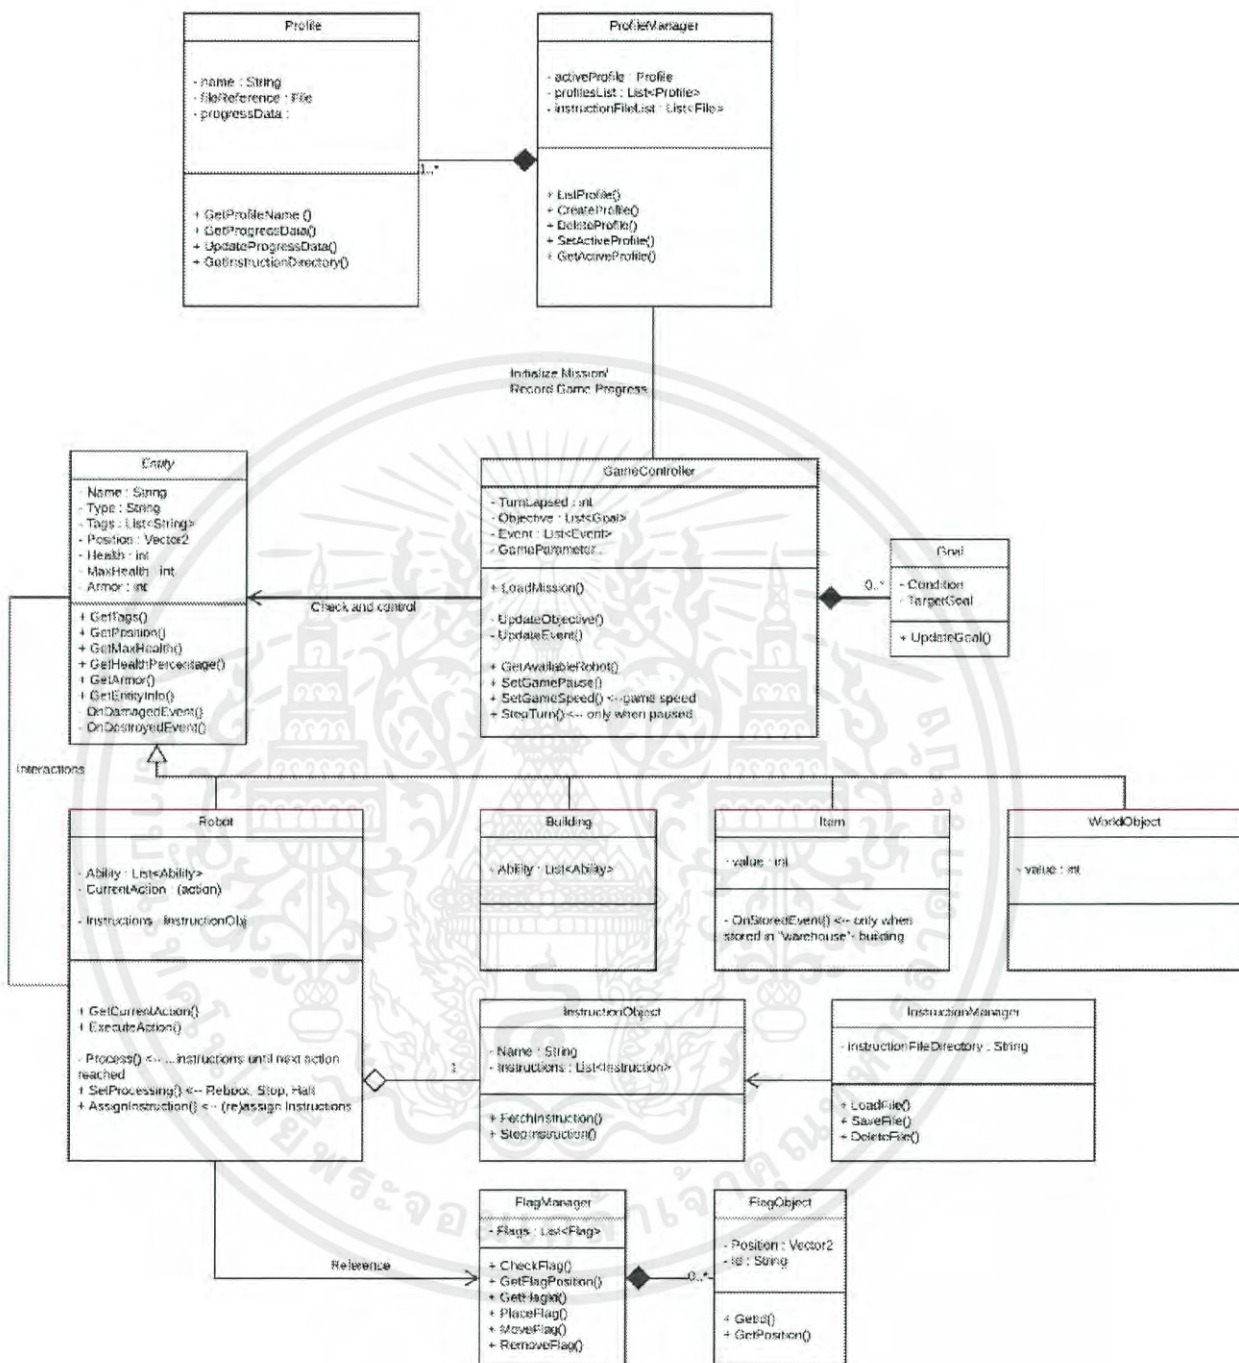 Profile
- name : String
- fileReference : File
- progressData :
+ GetProfileName ()
+ GetProgressData()
+ UpdateProgressData()
+ GetInstructionDirectory()
1..*
ProfileManager
- activeProfile : Profile
- profilesList : List<Profile>
- instructionFileList : List<File>
+ ListProfile()
+ CreateProfile()
+ DeleteProfile()
+ SetActiveProfile()
+ GetActiveProfile()
Initialize Mission/
Record Game Progress
Entity
- Name : String
- Type : String
- Tags : List<String>
- Position : Vector2
- Health : int
- MaxHealth : int
- Armor : int
+ GetTags()
+ GetPosition()
+ GetMaxHealth()
+ GetHealthPercentage()
+ GetArmor()
+ GetEntityInfo()
OnDamagedEvent()
- OnDestroyedEvent()
Check and control
GameController
- TurnLapsed : int
- Objective : List<Goal>
- Event : List<Event>
- GameParameter...
+ LoadMission()
- UpdateObjective()
- UpdateEvent()
+ GetAvailableRobot()
+ SetGamePause()
+ SetGameSpeed() <--game speed
+ StepTurn()<-- only when paused
0..*
Goal
- Condition
- TargetGoal
+ UpdateGoal()
Interactions
Robot
- Ability : List<Ability>
- CurrentAction : (action)
- Instructions : InstructionObj
+ GetCurrentAction()
+ ExecuteAction()
- Process() <-- ...instructions until next action
reached
+ SetProcessing() <-- Reboot, Stop, Halt
+ AssignInstruction() <-- (re)assign Instructions
Building
- Ability : List<Ability>
Item
- value : int
- OnStoredEvent() <-- only when
stored in "warehouse"- building
WorldObject
- value : int
1
InstructionObject
- Name : String
- Instructions : List<Instruction>
+ FetchInstruction()
+ StepInstruction()
InstructionManager
- instructionFileDirectory : String
+ LoadFile()
+ SaveFile()
+ DeleteFile()
Reference
FlagManager
- Flags : List<Flag>
+ CheckFlag()
+ GetFlagPosition()
+ GetFlagId()
+ PlaceFlag()
+ MoveFlag()
+ RemoveFlag()
0..*
FlagObject
- Position : Vector2
- Id : String
+ GetId()
+ GetPosition()